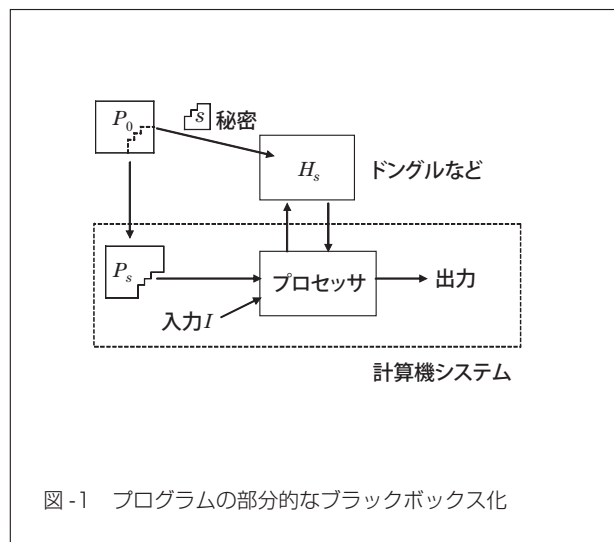 P₀
s 秘密
Hₛ
ドングルなど
Pₛ
プロセッサ
出力
入力I
計算機システム
図-1 プログラムの部分的なブラックボックス化